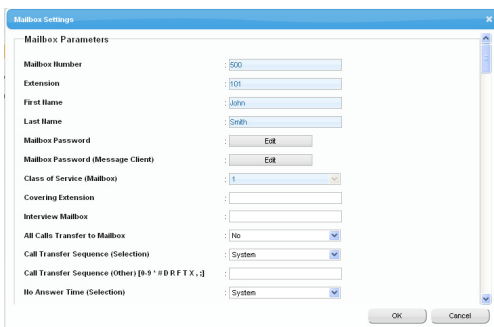 Mailbox Settings
Mailbox Parameters
Mailbox Number : 500
Extension : 101
First Name : John
Last Name : Smith
Mailbox Password : Edit
Mailbox Password (Message Client) : Edit
Class of Service (Mailbox) : 1
Covering Extension :
Interview Mailbox :
All Calls Transfer to Mailbox : No
Call Transfer Sequence (Selection) : System
Call Transfer Sequence (Other) [0-9 * # D R F T X , ;] :
No Answer Time (Selection) : System
OK Cancel